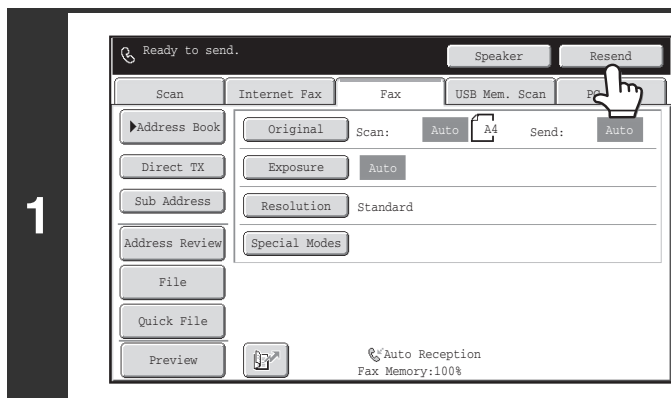 1
Ready to send.
Speaker
Resend
Scan
Internet Fax
Fax
USB Mem. Scan
PC
Address Book
Original
Scan:
Auto
A4
Send:
Auto
Direct TX
Exposure
Auto
Sub Address
Resolution
Standard
Address Review
Special Modes
File
Quick File
Preview
Auto Reception
Fax Memory:100%